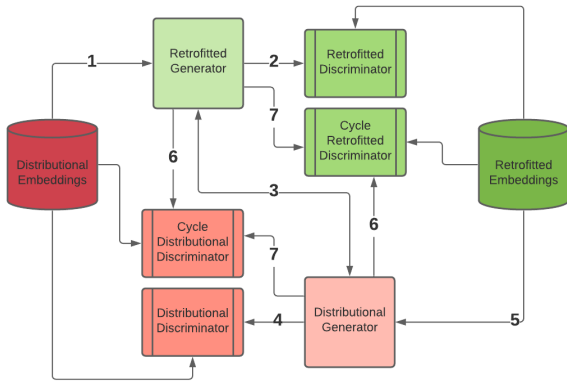 1
Retrofitted
Generator
2
Retrofitted
Discriminator
7
Cycle
Retrofitted
Discriminator
Distributional
Embeddings
6
3
Retrofitted
Embeddings
6
Cycle
Distributional
Discriminator
7
Distributional
Discriminator
4
Distributional
Generator
5